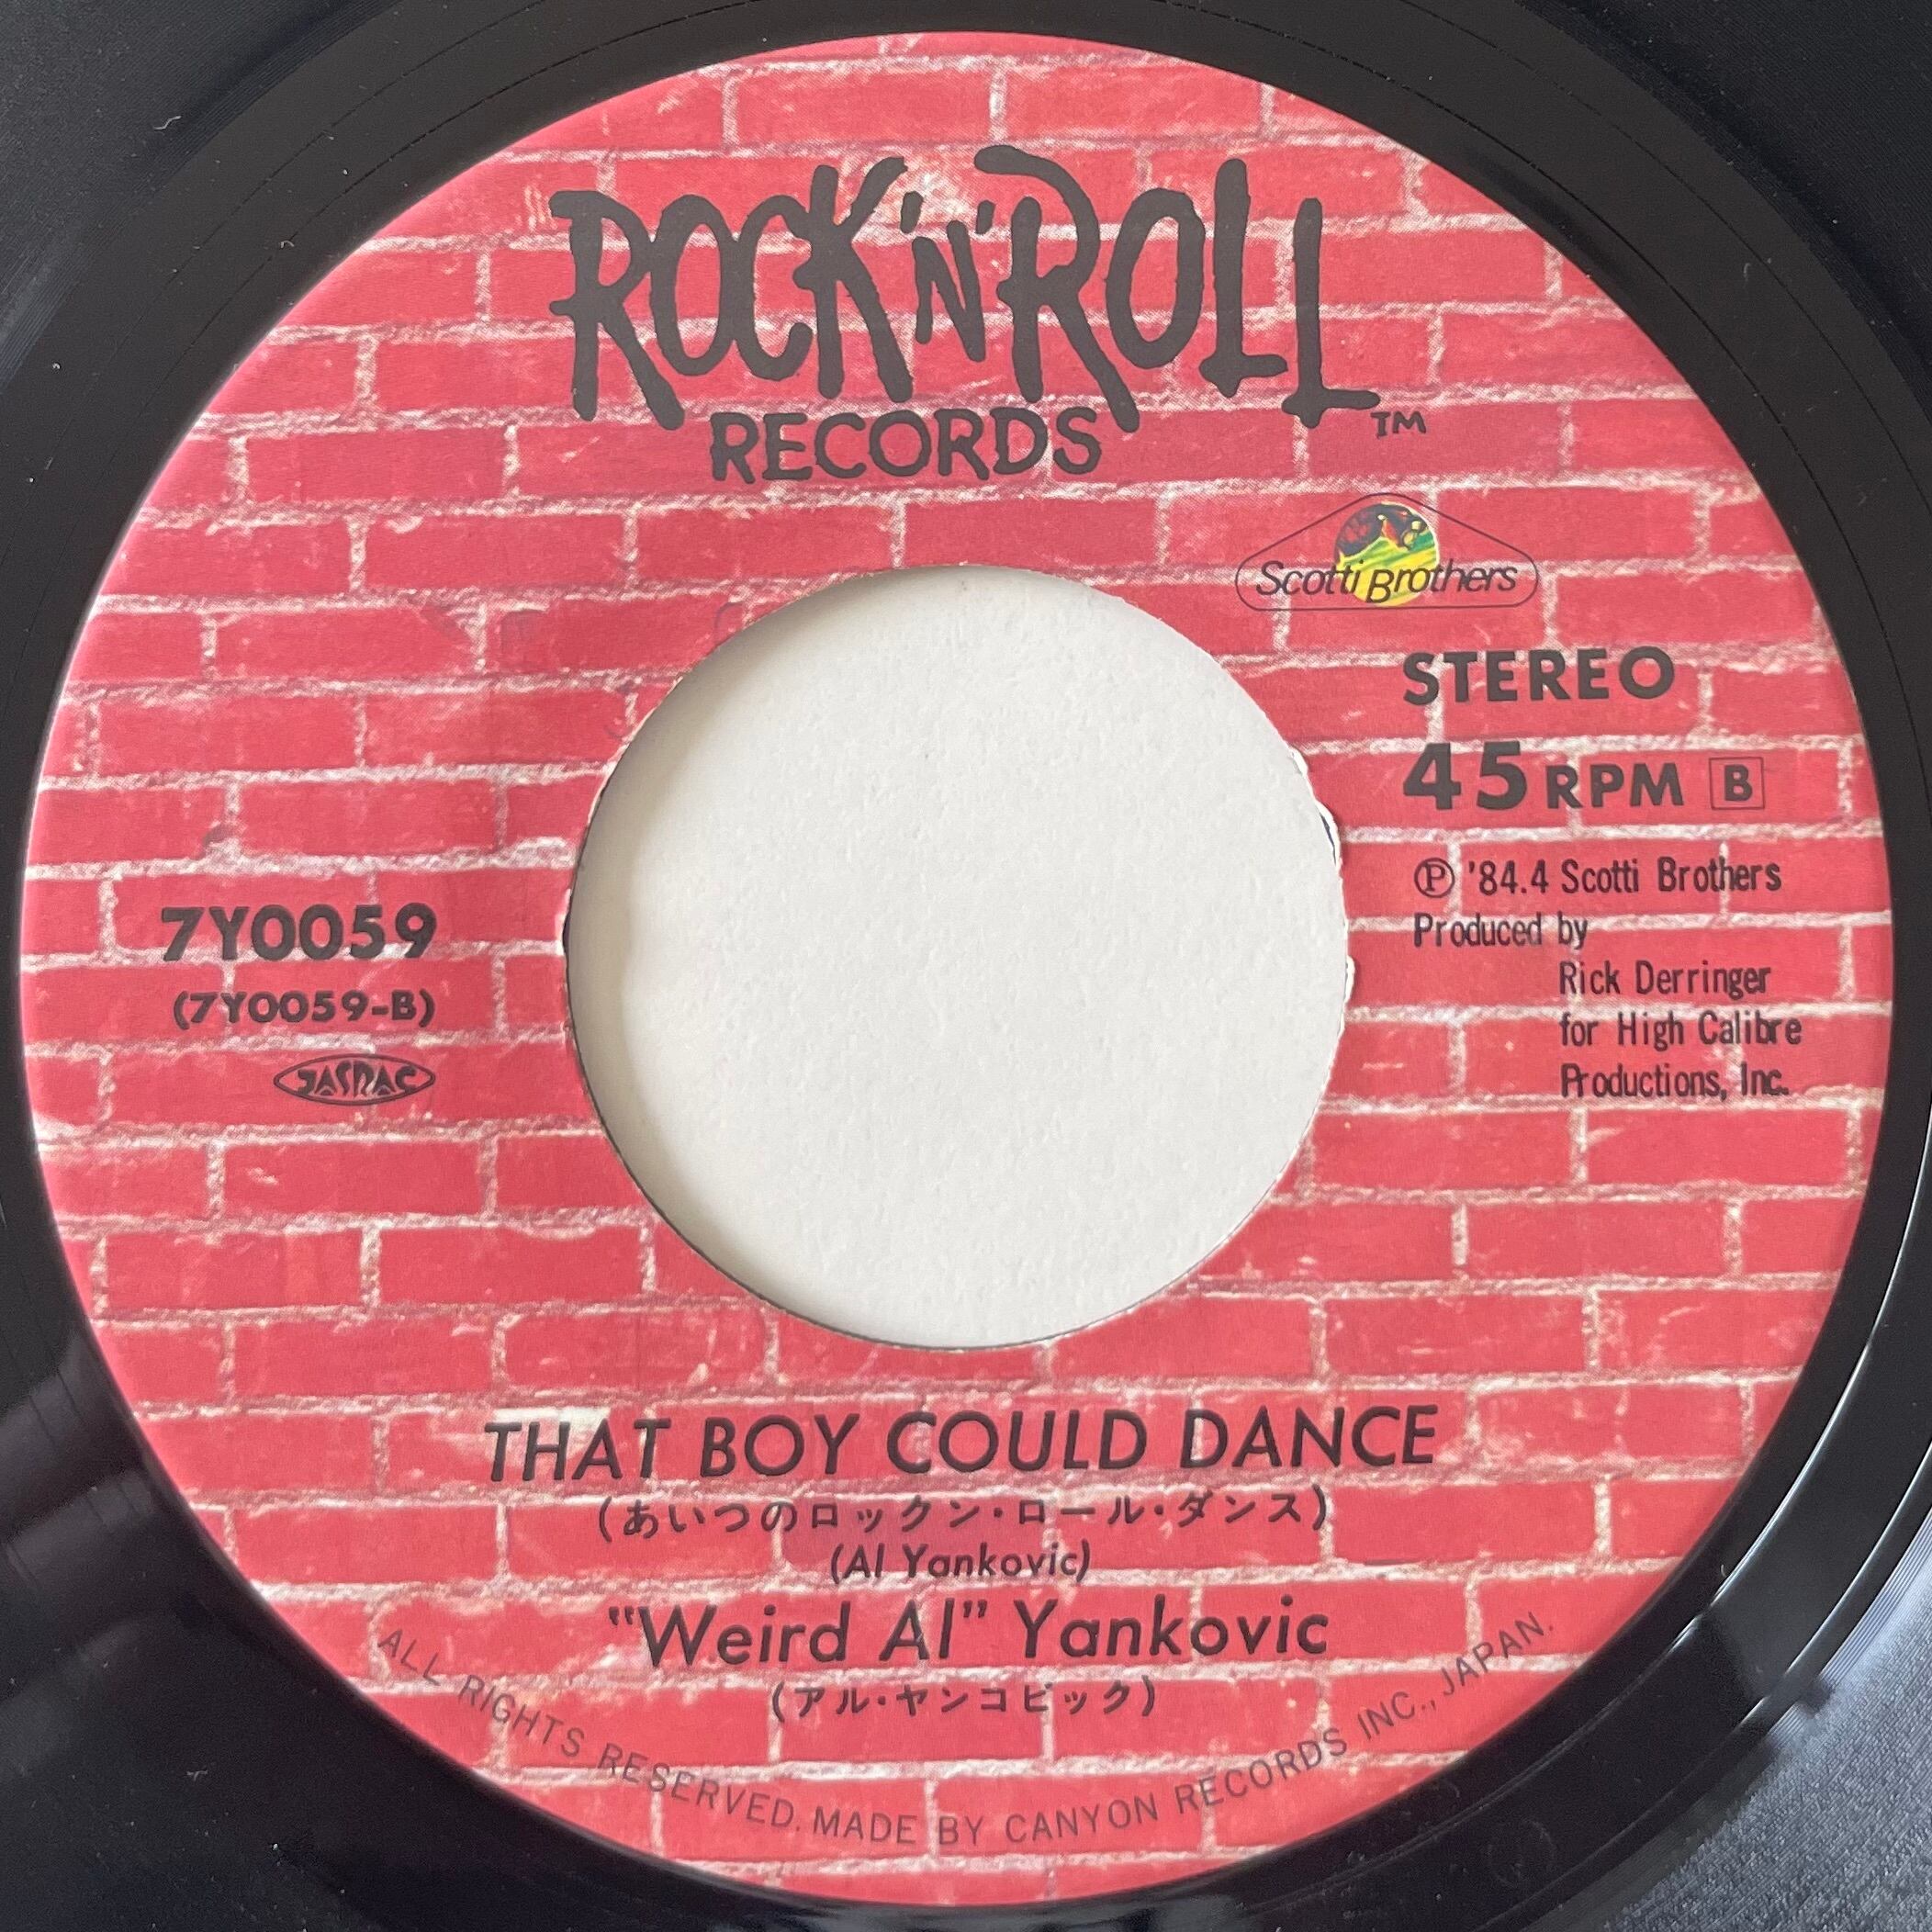 ROCK'N'ROLL
RECORDS TM
Scotti Brothers
STEREO
45 RPM B
Ⓟ '84.4 Scotti Brothers
Produced by
Rick Derringer
for High Calibre
Productions, Inc.
7Y0059
(7Y0059-B)
JASRAC
THAT BOY COULD DANCE
(あいつのロックン・ロール・ダンス)
(Al Yankovic)
"Weird Al" Yankovic
(アル・ヤンコビック)
ALL RIGHTS RESERVED. MADE BY CANYON RECORDS INC., JAPAN.